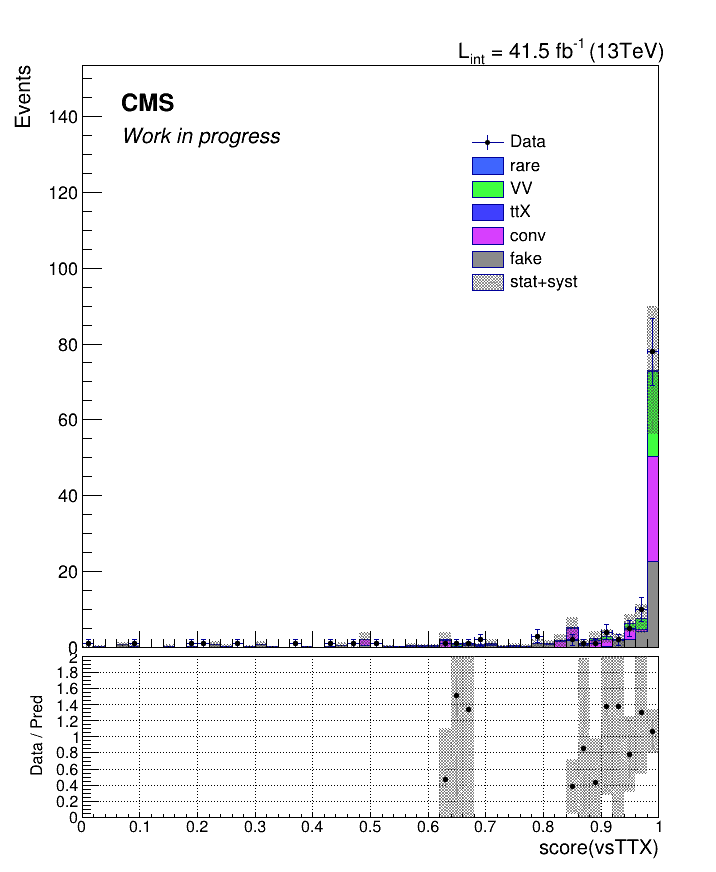 L_int = 41.5 fb^-1 (13TeV)
Events
CMS
Work in progress
Data
rare
VV
ttX
conv
fake
stat+syst
140
120
100
80
60
40
20
0
Data / Pred
2
1.8
1.6
1.4
1.2
1
0.8
0.6
0.4
0.2
0
0 0.1 0.2 0.3 0.4 0.5 0.6 0.7 0.8 0.9 1
score(vsTTX)